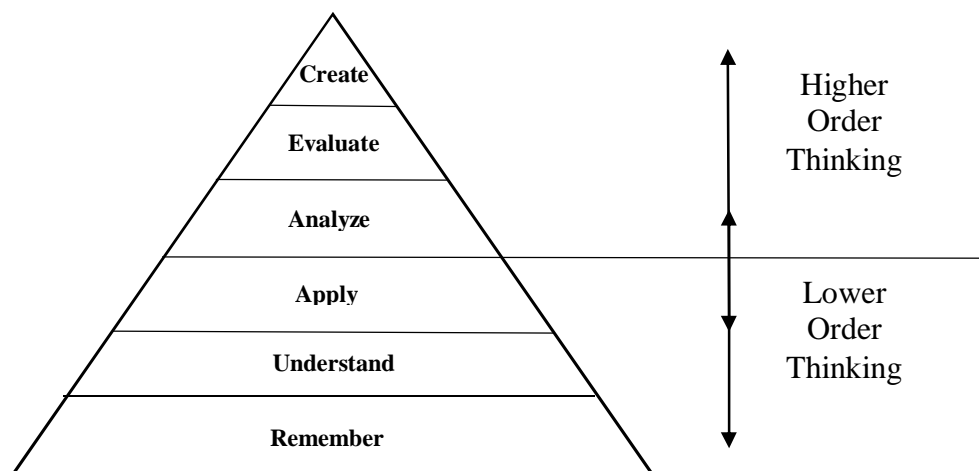 Create
Evaluate
Analyze
Apply
Understand
Remember
Higher
Order
Thinking
Lower
Order
Thinking